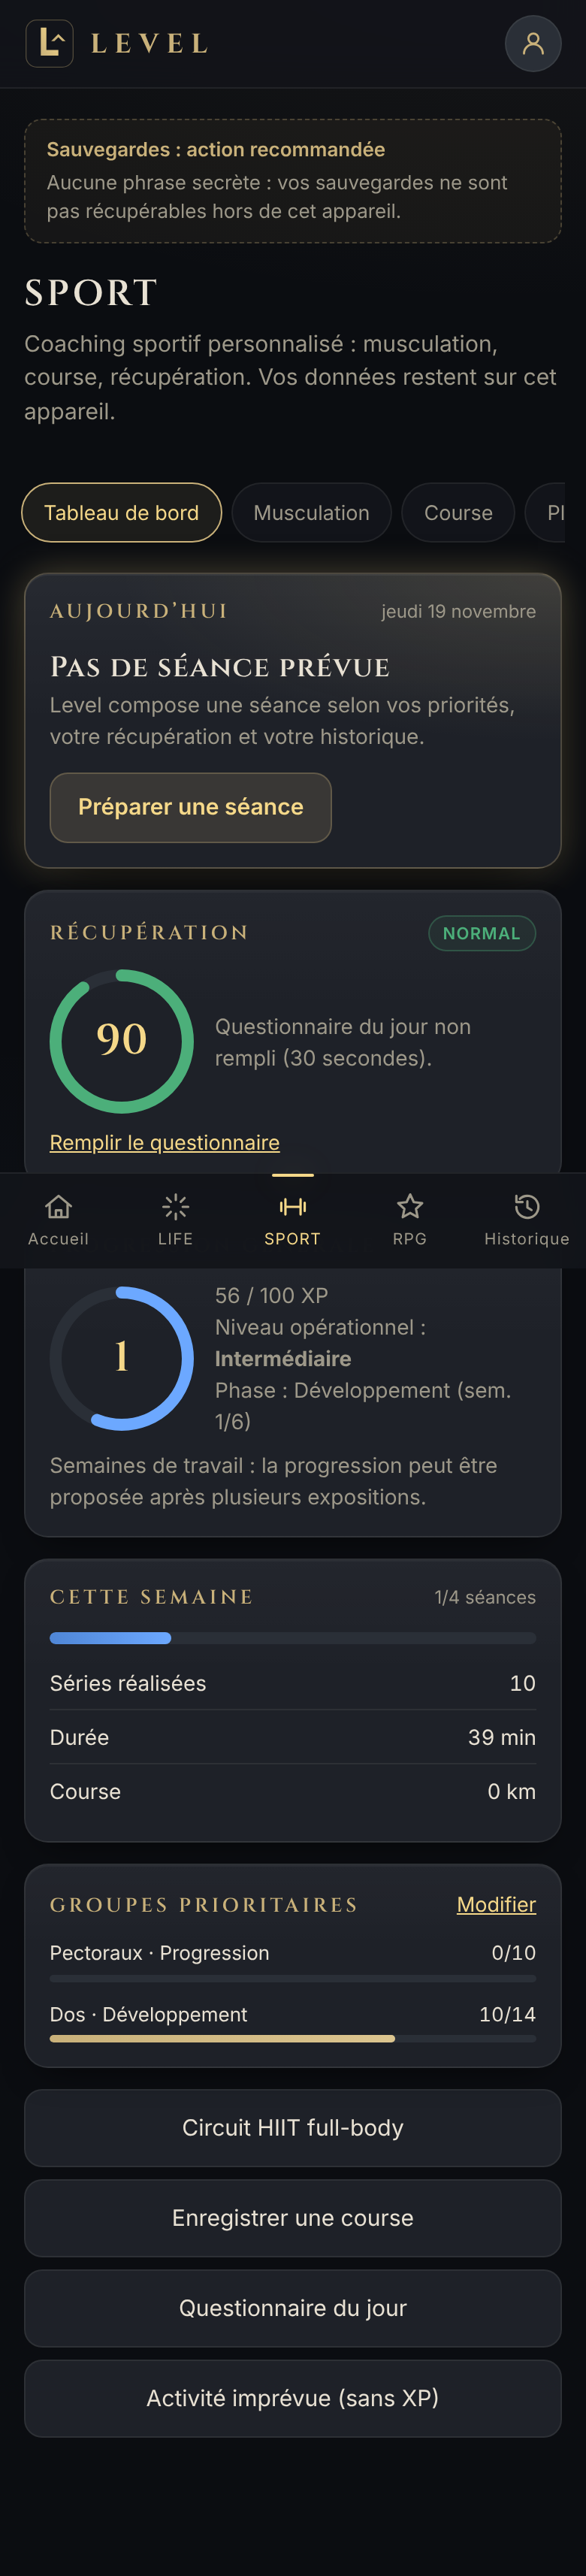 LEVEL
Sauvegardes : action recommandée
Aucune phrase secrète : vos sauvegardes ne sont
pas récupérables hors de cet appareil.
SPORT
Coaching sportif personnalisé : musculation,
course, récupération. Vos données restent sur cet
appareil.
Tableau de bord
Musculation
Course
Pl
AUJOURD’HUI
jeudi 19 novembre
PAS DE SÉANCE PRÉVUE
Level compose une séance selon vos priorités,
votre récupération et votre historique.
Préparer une séance
RÉCUPÉRATION
NORMAL
90
Questionnaire du jour non
rempli (30 secondes).
Remplir le questionnaire
Accueil
LIFE
SPORT
RPG
Historique
1
56 / 100 XP
Niveau opérationnel :
Intermédiaire
Phase : Développement (sem.
1/6)
Semaines de travail : la progression peut être
proposée après plusieurs expositions.
CETTE SEMAINE
1/4 séances
Séries réalisées
10
Durée
39 min
Course
0 km
GROUPES PRIORITAIRES
Modifier
Pectoraux · Progression
0/10
Dos · Développement
10/14
Circuit HIIT full-body
Enregistrer une course
Questionnaire du jour
Activité imprévue (sans XP)